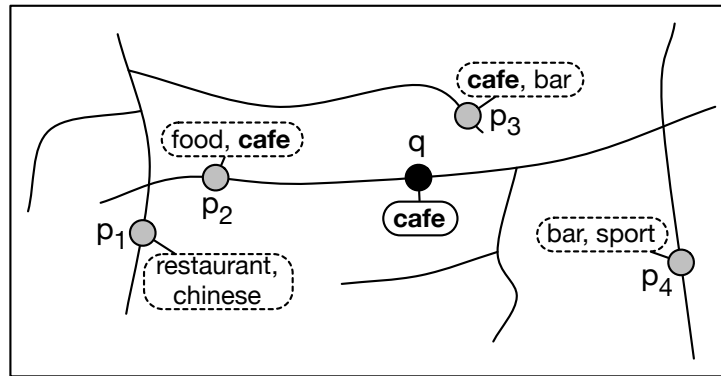 cafe, bar
p3
food, cafe
q
p2
cafe
p1
restaurant,
chinese
bar, sport
p4